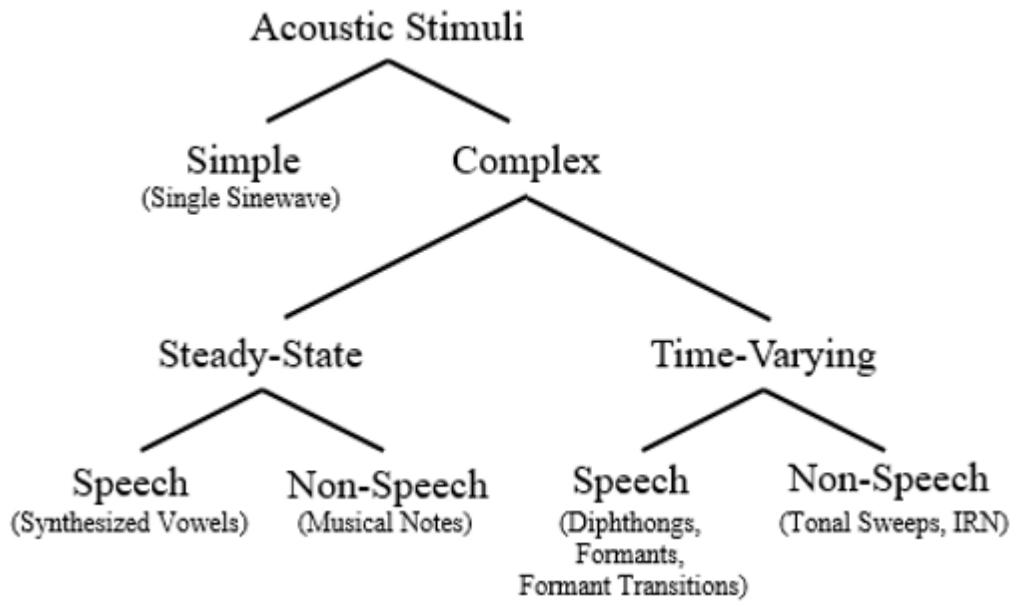 Acoustic Stimuli
Simple
(Single Sinewave)
Complex
Steady-State
Time-Varying
Speech
(Synthesized Vowels)
Non-Speech
(Musical Notes)
Speech
(Diphthongs,
Formants,
Formant Transitions)
Non-Speech
(Tonal Sweeps, IRN)